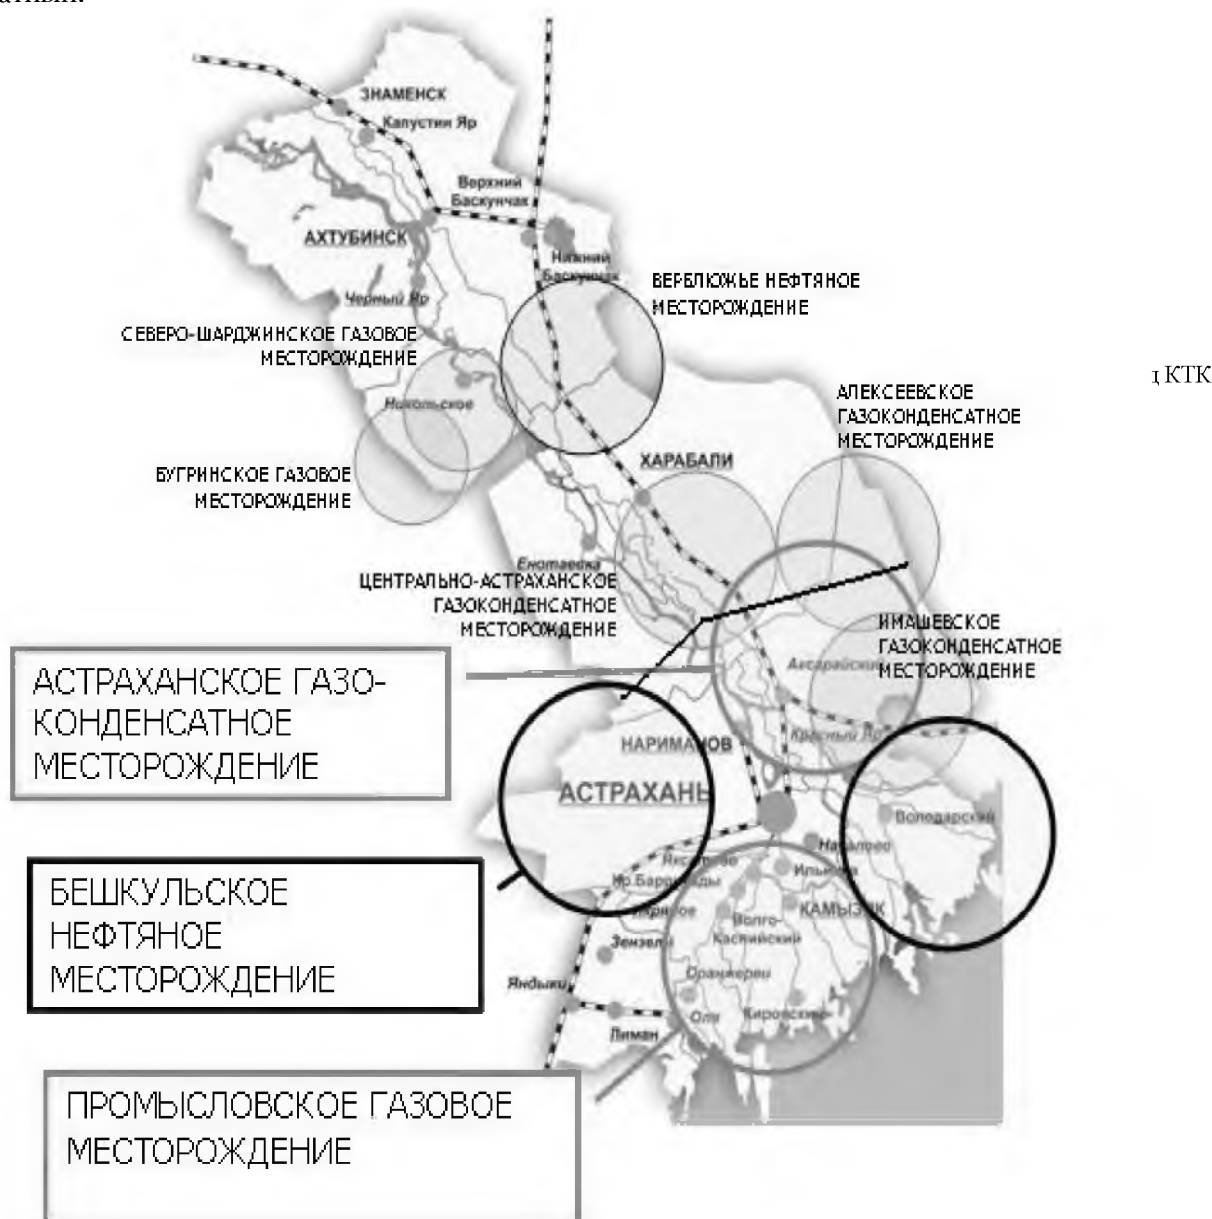 ЗНАМЕНСК
Капустин Яр
Верхний
Баскунчак
АХТУБИНСК
Нижний
Баскунчак
Черный Яр
ВЕРБЛЮЖЬЕ НЕФТЯНОЕ
МЕСТОРОЖДЕНИЕ
СЕВЕРО-ШАРДЖИНСКОЕ ГАЗОВОЕ
МЕСТОРОЖДЕНИЕ
КТК
АЛЕКСЕЕВСКОЕ
ГАЗОКОНДЕНСАТНОЕ
МЕСТОРОЖДЕНИЕ
Никольское
ХАРАБАЛИ
БУГРИНСКОЕ ГАЗОВОЕ
МЕСТОРОЖДЕНИЕ
Енотаевка
ЦЕНТРАЛЬНО-АСТРАХАНСКОЕ
ГАЗОКОНДЕНСАТНОЕ
МЕСТОРОЖДЕНИЕ
ИМАШЕВСКОЕ
ГАЗОКОНДЕНСАТНОЕ
МЕСТОРОЖДЕНИЕ
Аксарайский
АСТРАХАНСКОЕ ГАЗО-
КОНДЕНСАТНОЕ
МЕСТОРОЖДЕНИЕ
Красный Яр
НАРИМАНОВ
АСТРАХАНЬ
Володарский
Началово
КАМЫЗЯК
Волго-
Каспийский
Зензели
Оранжереи
Яндыки
Оля
Кировский
Лиман
БЕШКУЛЬСКОЕ
НЕФТЯНОЕ
МЕСТОРОЖДЕНИЕ
ПРОМЫСЛОВСКОЕ ГАЗОВОЕ
МЕСТОРОЖДЕНИЕ